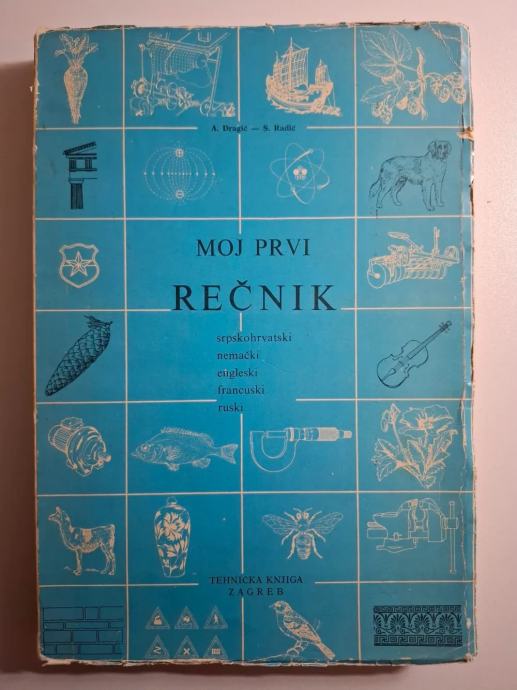 A. Dragić — S. Radić
MOJ PRVI
REČNIK
srpskohrvatski
nemački
engleski
francuski
ruski
TEHNIČKA KNJIGA
ZAGREB